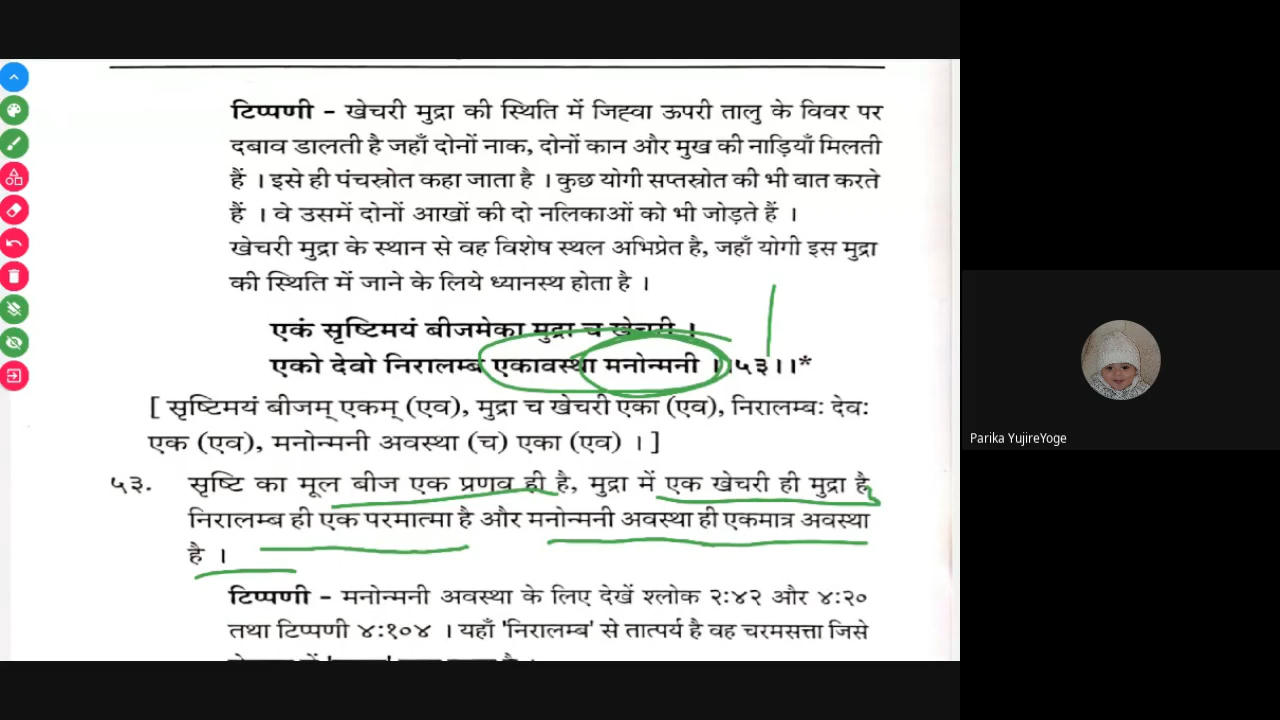 टिप्पणी – खेचरी मुद्रा की स्थिति में जिह्वा ऊपरी तालु के विवर पर
दबाव डालती है जहाँ दोनों नाक, दोनों कान और मुख की नाड़ियाँ मिलती
हैं । इसे ही पंचस्रोत कहा जाता है । कुछ योगी सप्तस्रोत की भी बात करते
हैं । वे उसमें दोनों आखों की दो नलिकाओं को भी जोड़ते हैं ।
खेचरी मुद्रा के स्थान से वह विशेष स्थल अभिप्रेत है, जहाँ योगी इस मुद्रा
की स्थिति में जाने के लिये ध्यानस्थ होता है ।
एकं सृष्टिमयं बीजमेका मुद्रा च खेचरी ।
एको देवो निरालम्ब एकावस्था मनोन्मनी ।।५३।।*
[ सृष्टिमयं बीजम् एकम् (एव), मुद्रा च खेचरी एका (एव), निरालम्बः देवः
एक (एव), मनोन्मनी अवस्था (च) एका (एव) । ]
५३. सृष्टि का मूल बीज एक प्रणव ही है, मुद्रा में एक खेचरी ही मुद्रा है
निरालम्ब ही एक परमात्मा है और मनोन्मनी अवस्था ही एकमात्र अवस्था
है ।
टिप्पणी – मनोन्मनी अवस्था के लिए देखें श्लोक २:४२ और ४:२०
तथा टिप्पणी ४:१०४ । यहाँ 'निरालम्ब' से तात्पर्य है वह चरमसत्ता जिसे
Parika YujireYoge